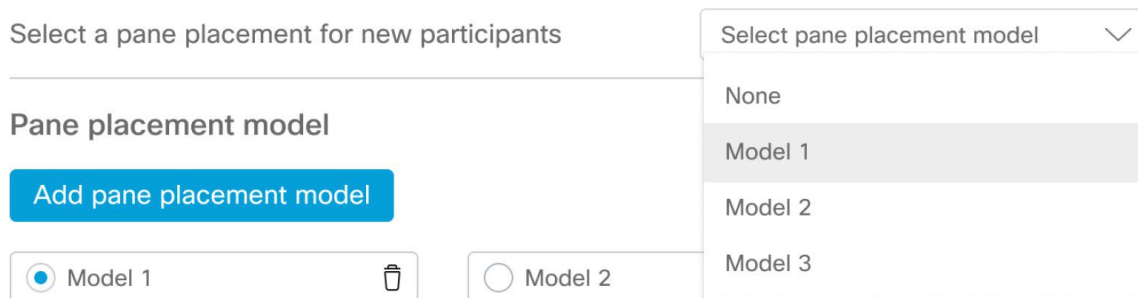 Select a pane placement for new participants
Select pane placement model
None
Pane placement model
Model 1
Add pane placement model
Model 2
Model 3
Model 1
Model 2